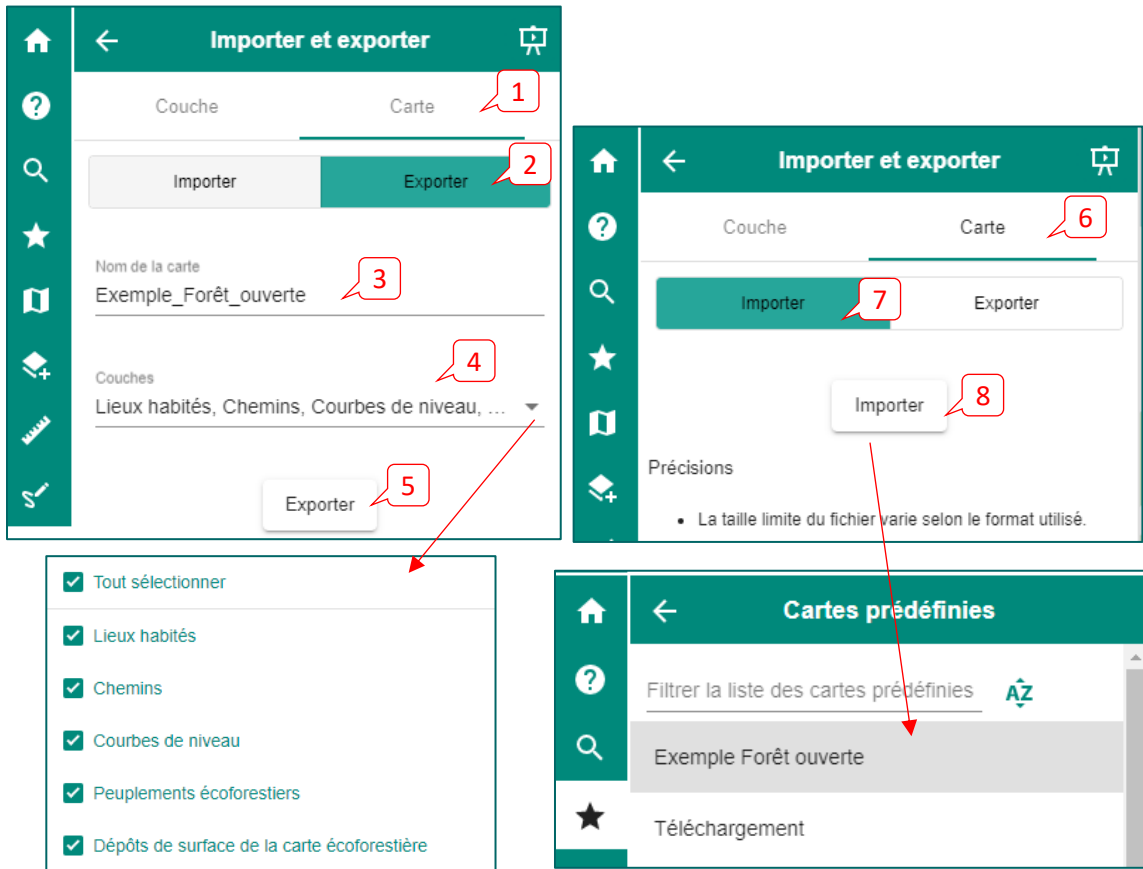 Importer et exporter
Couche Carte 1
Importer Exporter 2
Nom de la carte
Exemple_Forêt_ouverte 3
Couches 4
Lieux habités, Chemins, Courbes de niveau, ...
Exporter 5
Tout sélectionner
Lieux habités
Chemins
Courbes de niveau
Peuplements écoforestiers
Dépôts de surface de la carte écoforestière
Importer et exporter
Couche Carte 6
Importer 7 Exporter
Importer 8
Précisions
• La taille limite du fichier varie selon le format utilisé.
Cartes prédéfinies
Filtrer la liste des cartes prédéfinies AZ
Exemple Forêt ouverte
Téléchargement